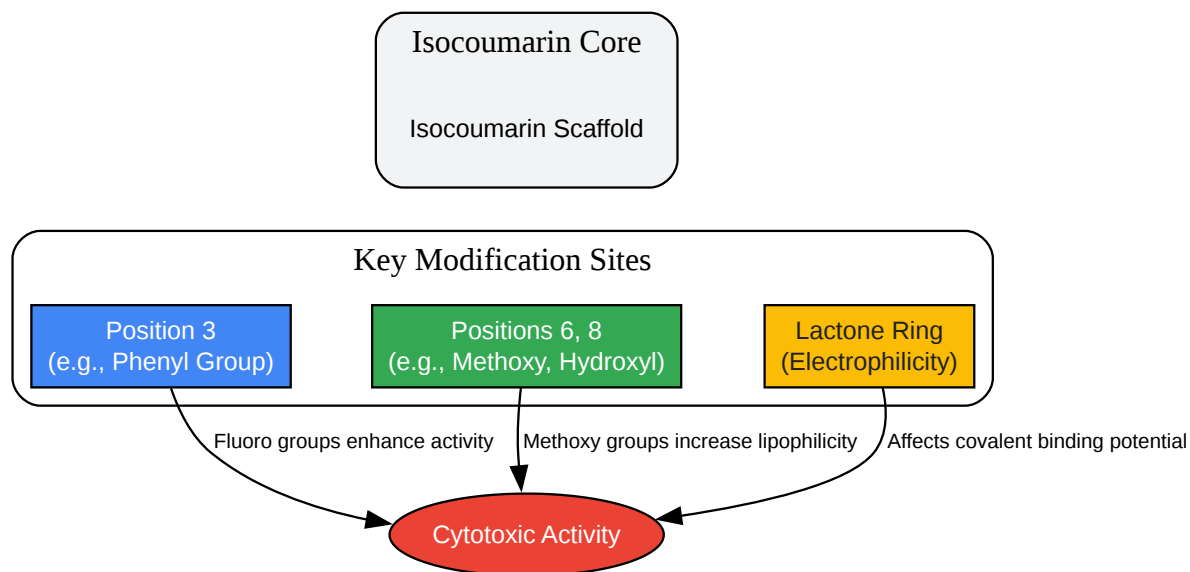 Isocoumarin Core
Isocoumarin Scaffold
Key Modification Sites
Position 3
(e.g., Phenyl Group)
Positions 6, 8
(e.g., Methoxy, Hydroxyl)
Lactone Ring
(Electrophilicity)
Fluoro groups enhance activity
Methoxy groups increase lipophilicity
Affects covalent binding potential
Cytotoxic Activity